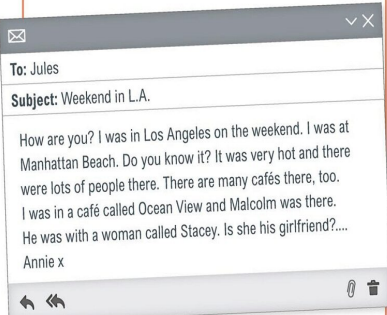 To: Jules
Subject: Weekend in L.A.
How are you? I was in Los Angeles on the weekend. I was at
Manhattan Beach. Do you know it? It was very hot and there
were lots of people there. There are many cafés there, too.
I was in a café called Ocean View and Malcolm was there.
He was with a woman called Stacey. Is she his girlfriend?....
Annie x